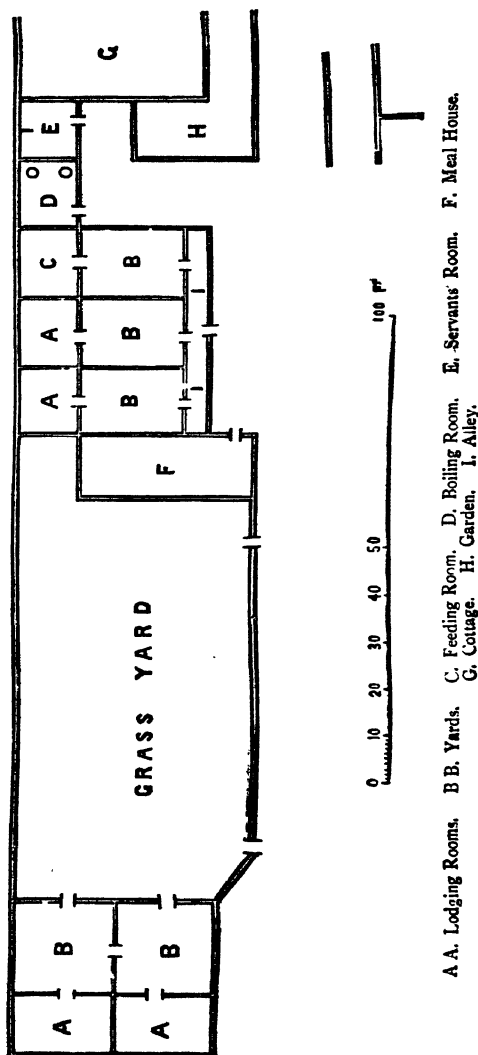 A B A A C D E
G
B B B
GRASS YARD
A B F H
I I
0 10 20 30 40 50 100 Ft
A A. Lodging Rooms. B B. Yards. C. Feeding Room. D. Boiling Room. E. Servants' Room. F. Meal House.
G. Cottage. H. Garden. I. Alley.